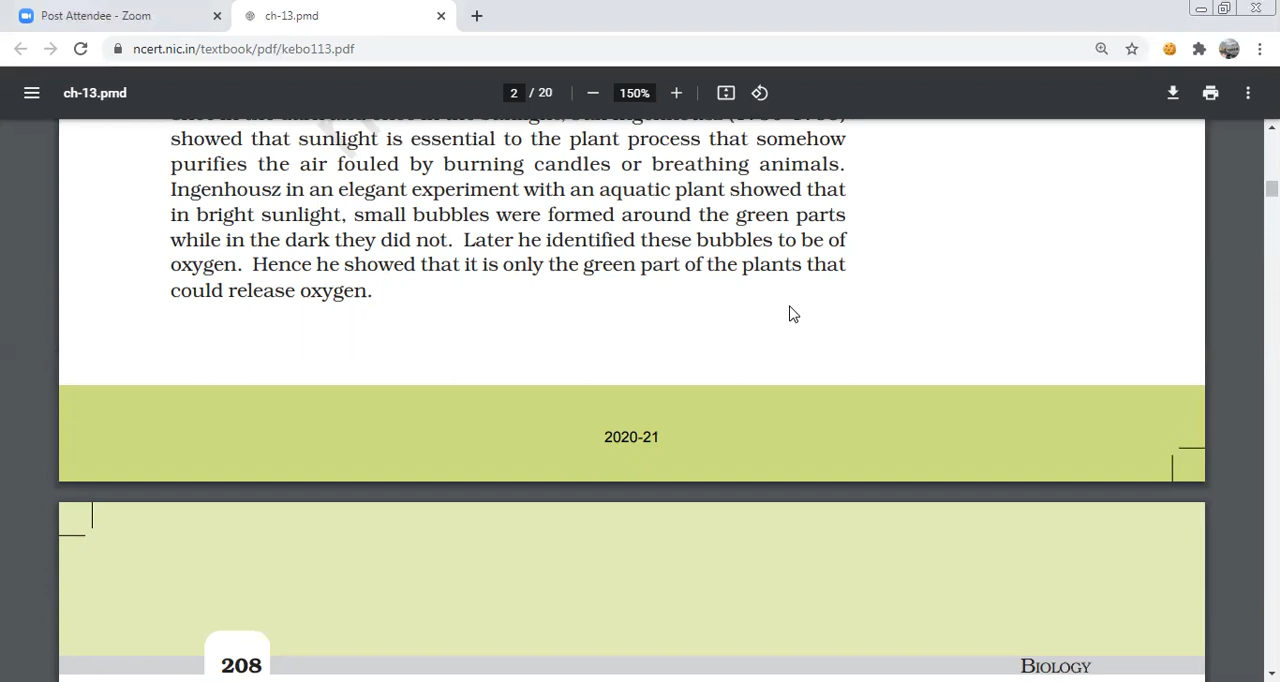 Post Attendee - Zoom
ch-13.pmd
ncert.nic.in/textbook/pdf/kebo113.pdf
ch-13.pmd
2 / 20
150%
showed that sunlight is essential to the plant process that somehow
purifies the air fouled by burning candles or breathing animals.
Ingenhousz in an elegant experiment with an aquatic plant showed that
in bright sunlight, small bubbles were formed around the green parts
while in the dark they did not. Later he identified these bubbles to be of
oxygen. Hence he showed that it is only the green part of the plants that
could release oxygen.
2020-21
208
BIOLOGY